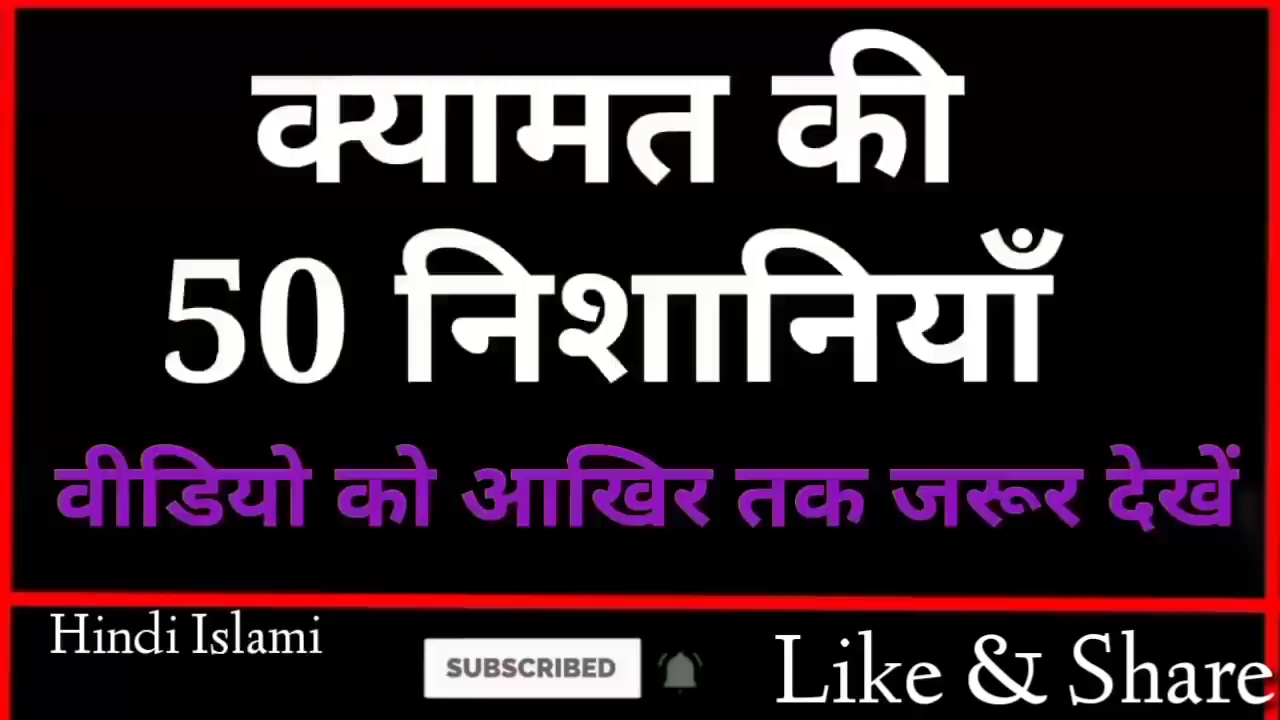 क्यामत की
50 निशानियाँ
वीडियो को आखिर तक जरूर देखें
Hindi Islami
SUBSCRIBED
Like & Share